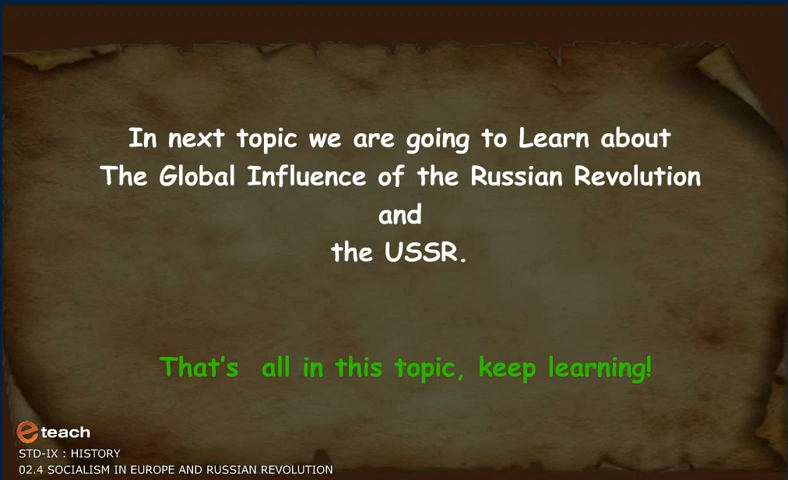 In next topic we are going to Learn about
The Global Influence of the Russian Revolution
and
the USSR.
That's  all in this topic, keep learning!
e teach
STD-IX : HISTORY
02.4 SOCIALISM IN EUROPE AND RUSSIAN REVOLUTION